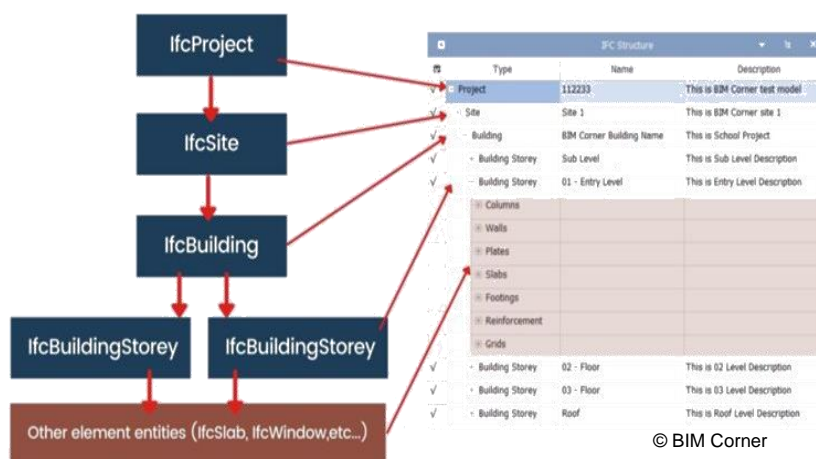 IfcProject
IfcSite
IfcBuilding
IfcBuildingStorey IfcBuildingStorey
Other element entities (IfcSlab, IfcWindow,etc...)
IFC Structure
Type Name Description
Project 112233 This is BIM Corner test model
Site Site 1 This is BIM Corner site 1
Building BIM Corner Building Name This is School Project
Building Storey Sub Level This is Sub Level Description
Building Storey 01 - Entry Level This is Entry Level Description
Columns
Walls
Plates
Slabs
Footings
Reinforcement
Grids
Building Storey 02 - Floor This is 02 Level Description
Building Storey 03 - Floor This is 03 Level Description
Building Storey Roof This is Roof Level Description
© BIM Corner